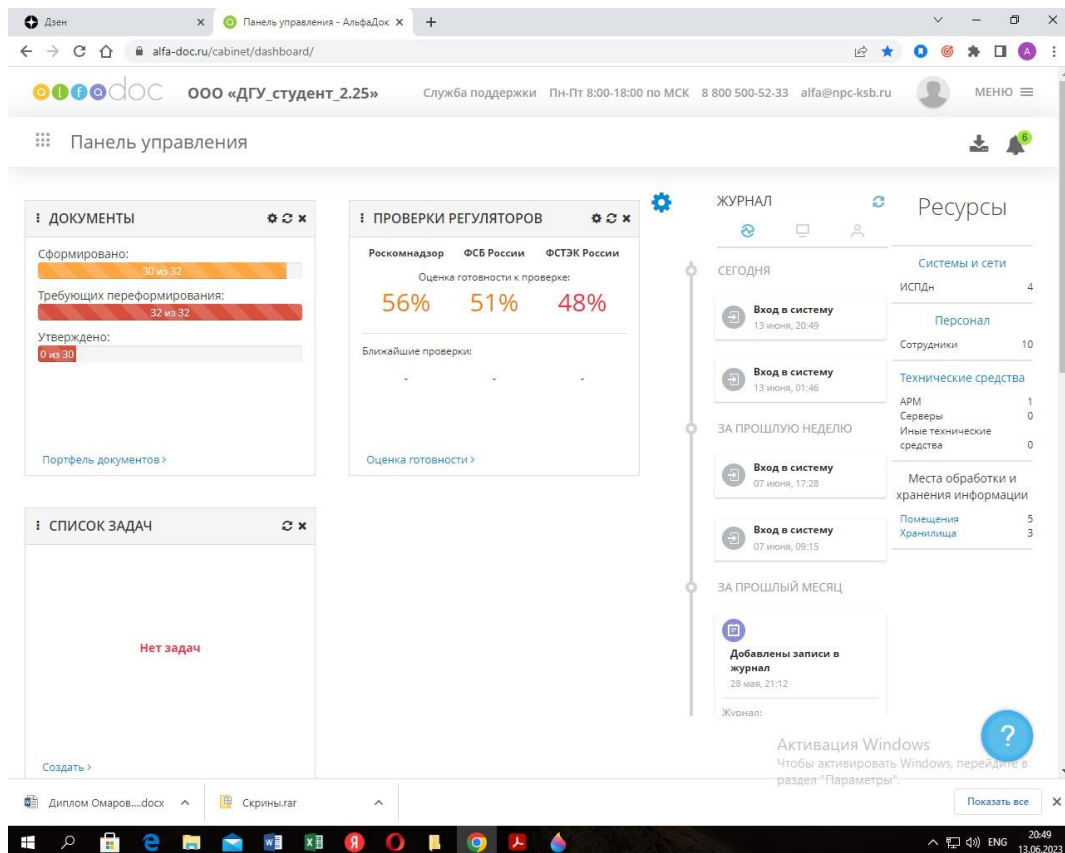 Дзен
Панель управления - АльфаДок
alfa-doc.ru/cabinet/dashboard/
A
alfadoc
ООО «ДГУ_студент_2.25»
Служба поддержки Пн-Пт 8:00-18:00 по МСК 8 800 500-52-33 alfa@npc-ksb.ru
МЕНЮ
Панель управления
6
ДОКУМЕНТЫ
Сформировано:
30 из 32
Требующих переформирования:
32 из 32
Утверждено:
0 из 30
Портфель документов >
ПРОВЕРКИ РЕГУЛЯТОРОВ
Роскомнадзор ФСБ России ФСТЭК России
Оценка готовности к проверке:
56% 51% 48%
Ближайшие проверки:
- - -
Оценка готовности >
СПИСОК ЗАДАЧ
Нет задач
Создать >
ЖУРНАЛ
СЕГОДНЯ
Вход в систему
13 июня, 20:49
Вход в систему
13 июня, 01:46
ЗА ПРОШЛУЮ НЕДЕЛЮ
Вход в систему
07 июня, 17:28
Вход в систему
07 июня, 09:15
ЗА ПРОШЛЫЙ МЕСЯЦ
Добавлены записи в
журнал
28 мая, 21:12
Журнал:
Ресурсы
Системы и сети
ИСПДн 4
Персонал
Сотрудники 10
Технические средства
АРМ 1
Серверы 0
Иные технические
средства 0
Места обработки и
хранения информации
Помещения 5
Хранилища 3
?
Активация Windows
Чтобы активировать Windows, перейдите в
раздел "Параметры".
Диплом Омаров....docx
Скрины.rar
Показать все
ENG
20:49
13.06.2023